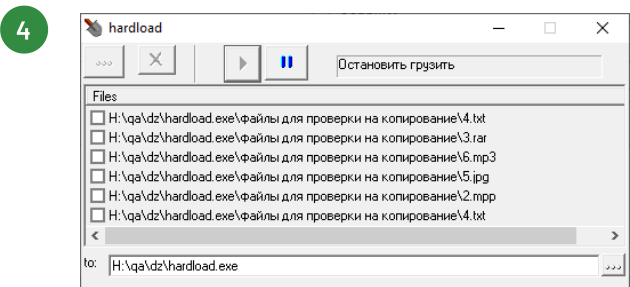 4
hardload
Остановить грузить
Files
H:\qa\dz\hardload.exe\файлы для проверки на копирование\4.txt
H:\qa\dz\hardload.exe\файлы для проверки на копирование\3.rar
H:\qa\dz\hardload.exe\файлы для проверки на копирование\6.mp3
H:\qa\dz\hardload.exe\файлы для проверки на копирование\5.jpg
H:\qa\dz\hardload.exe\файлы для проверки на копирование\2.mpp
H:\qa\dz\hardload.exe\файлы для проверки на копирование\4.txt
to: H:\qa\dz\hardload.exe ...